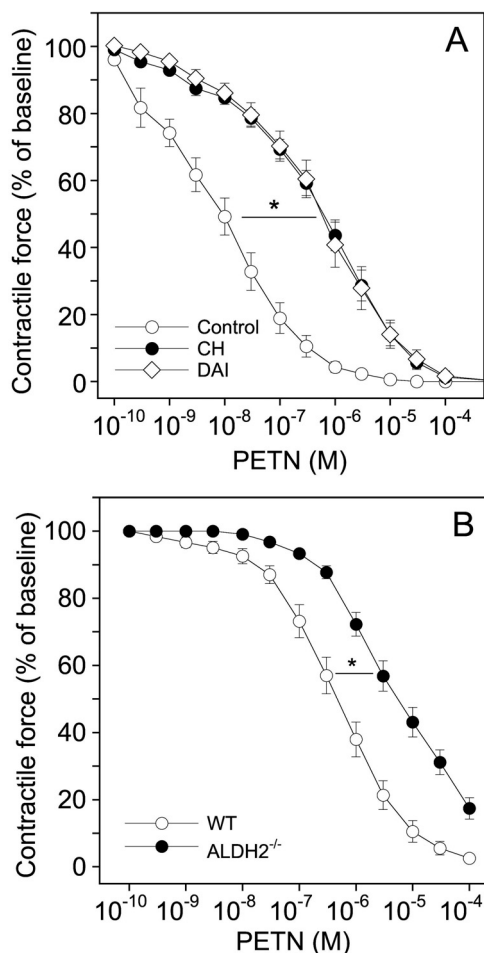 A
Contractile force (% of baseline)
100
80
60
40
20
0
*
Control
CH
DAI
10⁻¹⁰ 10⁻⁹ 10⁻⁸ 10⁻⁷ 10⁻⁶ 10⁻⁵ 10⁻⁴
PETN (M)
B
Contractile force (% of baseline)
100
80
60
40
20
0
*
WT
ALDH2⁻/⁻
10⁻¹⁰ 10⁻⁹ 10⁻⁸ 10⁻⁷ 10⁻⁶ 10⁻⁵ 10⁻⁴
PETN (M)